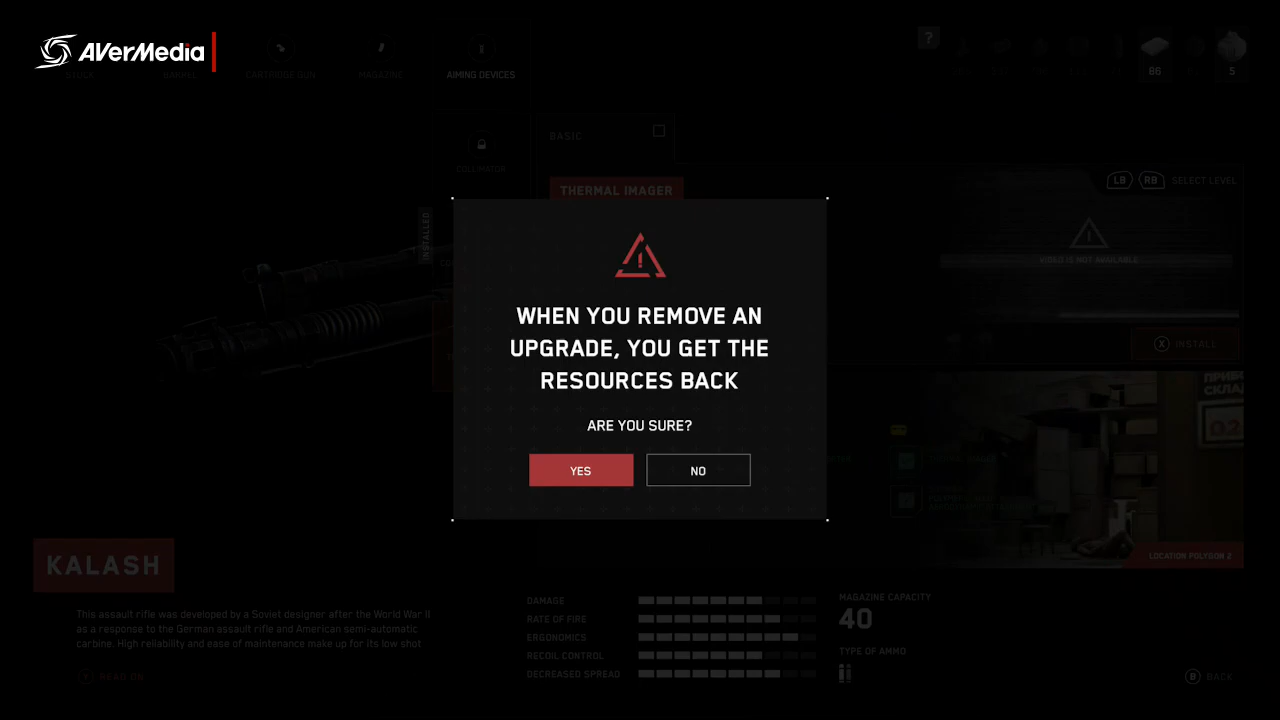 AVerMedia
STOCK
BARREL
CARTRIDGE GUN
MAGAZINE
AIMING DEVICES
?
86
5
BASIC
COLLIMATOR
THERMAL IMAGER
LB RB SELECT LEVEL
INSTALLED
VIDEO IS NOT AVAILABLE
X INSTALL
WHEN YOU REMOVE AN
UPGRADE, YOU GET THE
RESOURCES BACK
ARE YOU SURE?
YES
NO
LOCATION POLYGON 2
KALASH
This assault rifle was developed by a Soviet designer after the World War II
as a response to the German assault rifle and American semi-automatic
carbine. High reliability and ease of maintenance make up for its low shot
Y READ ON
DAMAGE
RATE OF FIRE
ERGONOMICS
RECOIL CONTROL
DECREASED SPREAD
MAGAZINE CAPACITY
40
TYPE OF AMMO
B BACK